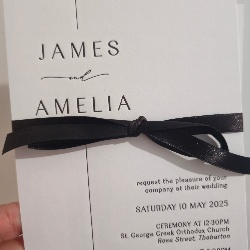 JAMES
and
AMELIA
request the pleasure of your
company at their wedding
SATURDAY 10 MAY 2025
CEREMONY AT 12:30PM
St. George Greek Orthodox Church
Rose Street, Thebarton